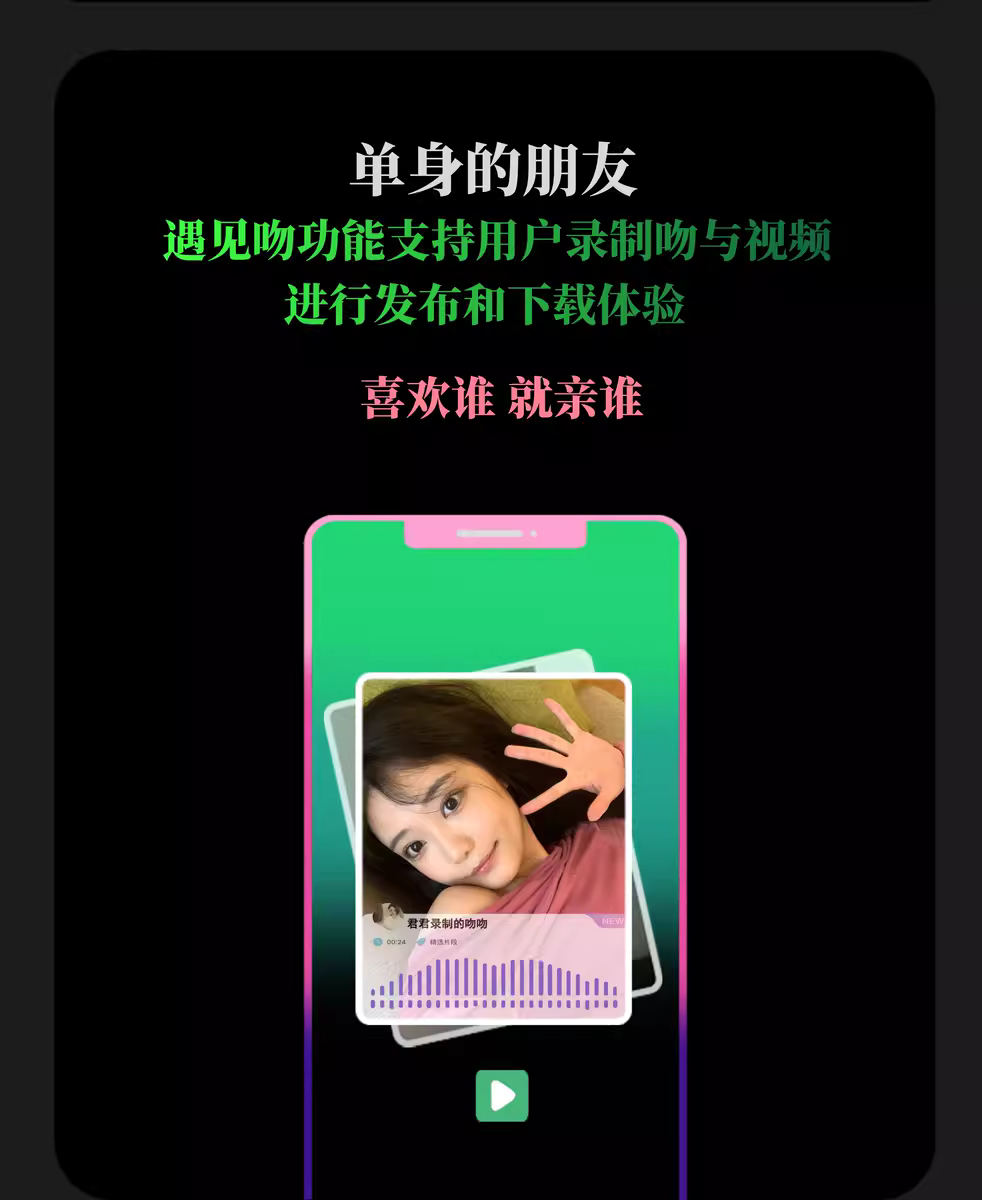 单身的朋友
遇见吻功能支持用户录制吻与视频
进行发布和下载体验
喜欢谁 就亲谁
君君录制的吻吻
NEW
00:24 精选片段